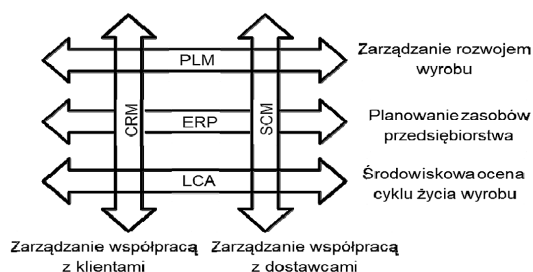 Zarządzanie rozwojem
wyrobu
PLM
CRM
SCM
ERP
Planowanie zasobów
przedsiębiorstwa
LCA
Środowiskowa ocena
cyklu życia wyrobu
Zarządzanie współpracą
z klientami
Zarządzanie współpracą
z dostawcami